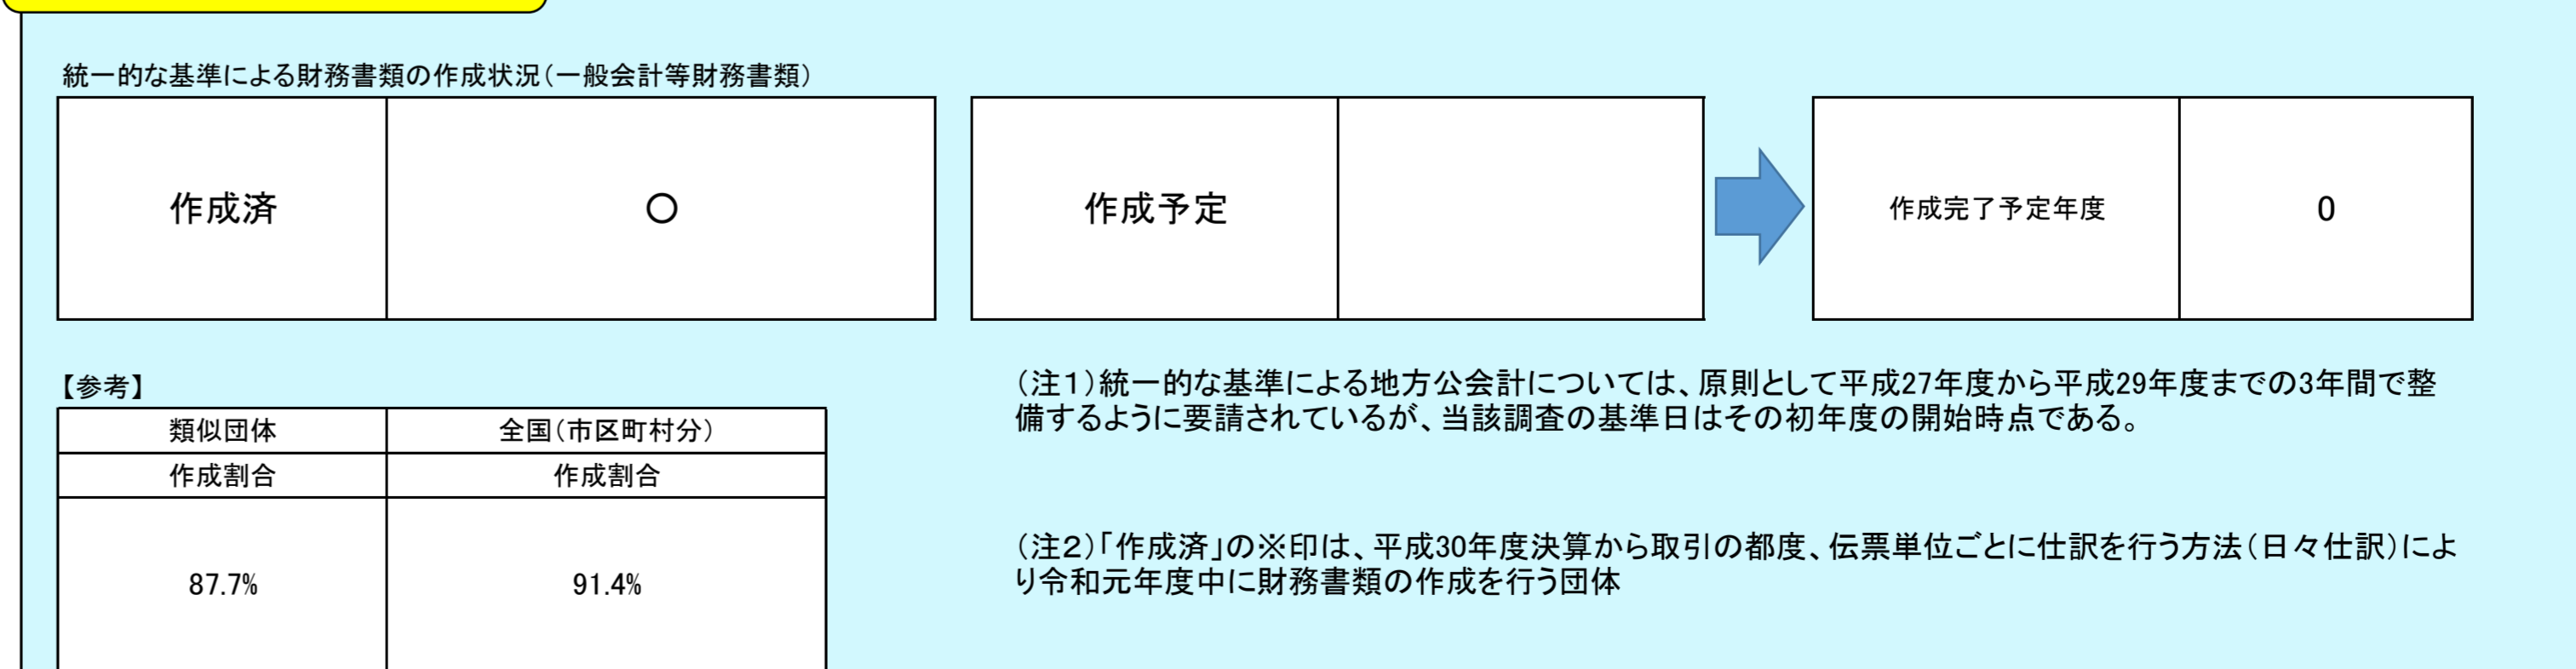 統一的な基準による財務書類の作成状況(一般会計等財務書類)
作成済 〇 作成予定 作成完了予定年度 0
【参考】
類似団体 全国(市区町村分)
作成割合 作成割合
87.7% 91.4%
(注1)統一的な基準による地方公会計については、原則として平成27年度から平成29年度までの3年間で整
備するように要請されているが、当該調査の基準日はその初年度の開始時点である。
(注2)「作成済」の※印は、平成30年度決算から取引の都度、伝票単位ごとに仕訳を行う方法(日々仕訳)によ
り令和元年度中に財務書類の作成を行う団体